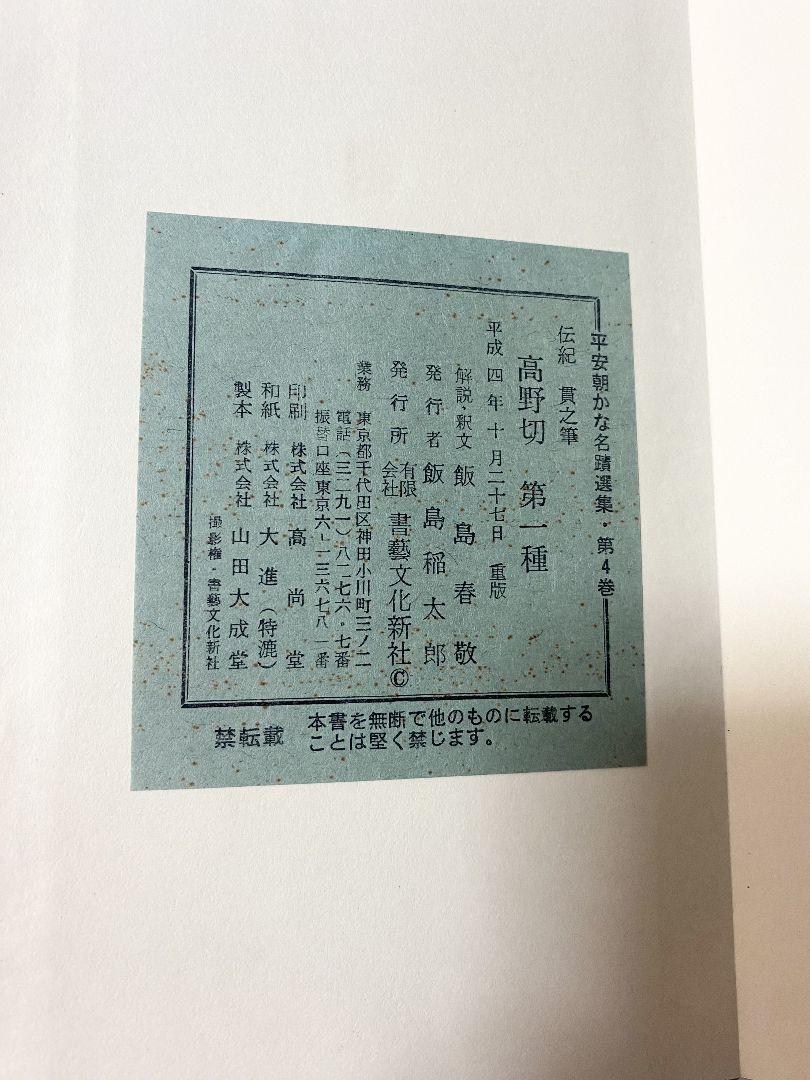 平安朝かな名蹟選集・第4巻
伝紀 貫之筆
高野切 第一種
平成四年十月二十七日 重版
解説・釈文 飯島春敬
発行者 飯島稲太郎
発行所 有限会社 書藝文化新社©
業務 東京都千代田区神田小川町三ノ二
電話(三二九一)八二七六・七番
振替口座東京六-一三六七八一番
印刷 株式会社 高尚堂
和紙 株式会社 大進(特漉)
製本 株式会社 山田大成堂
撮影権・書藝文化新社
禁転載
本書を無断で他のものに転載する
ことは堅く禁じます。